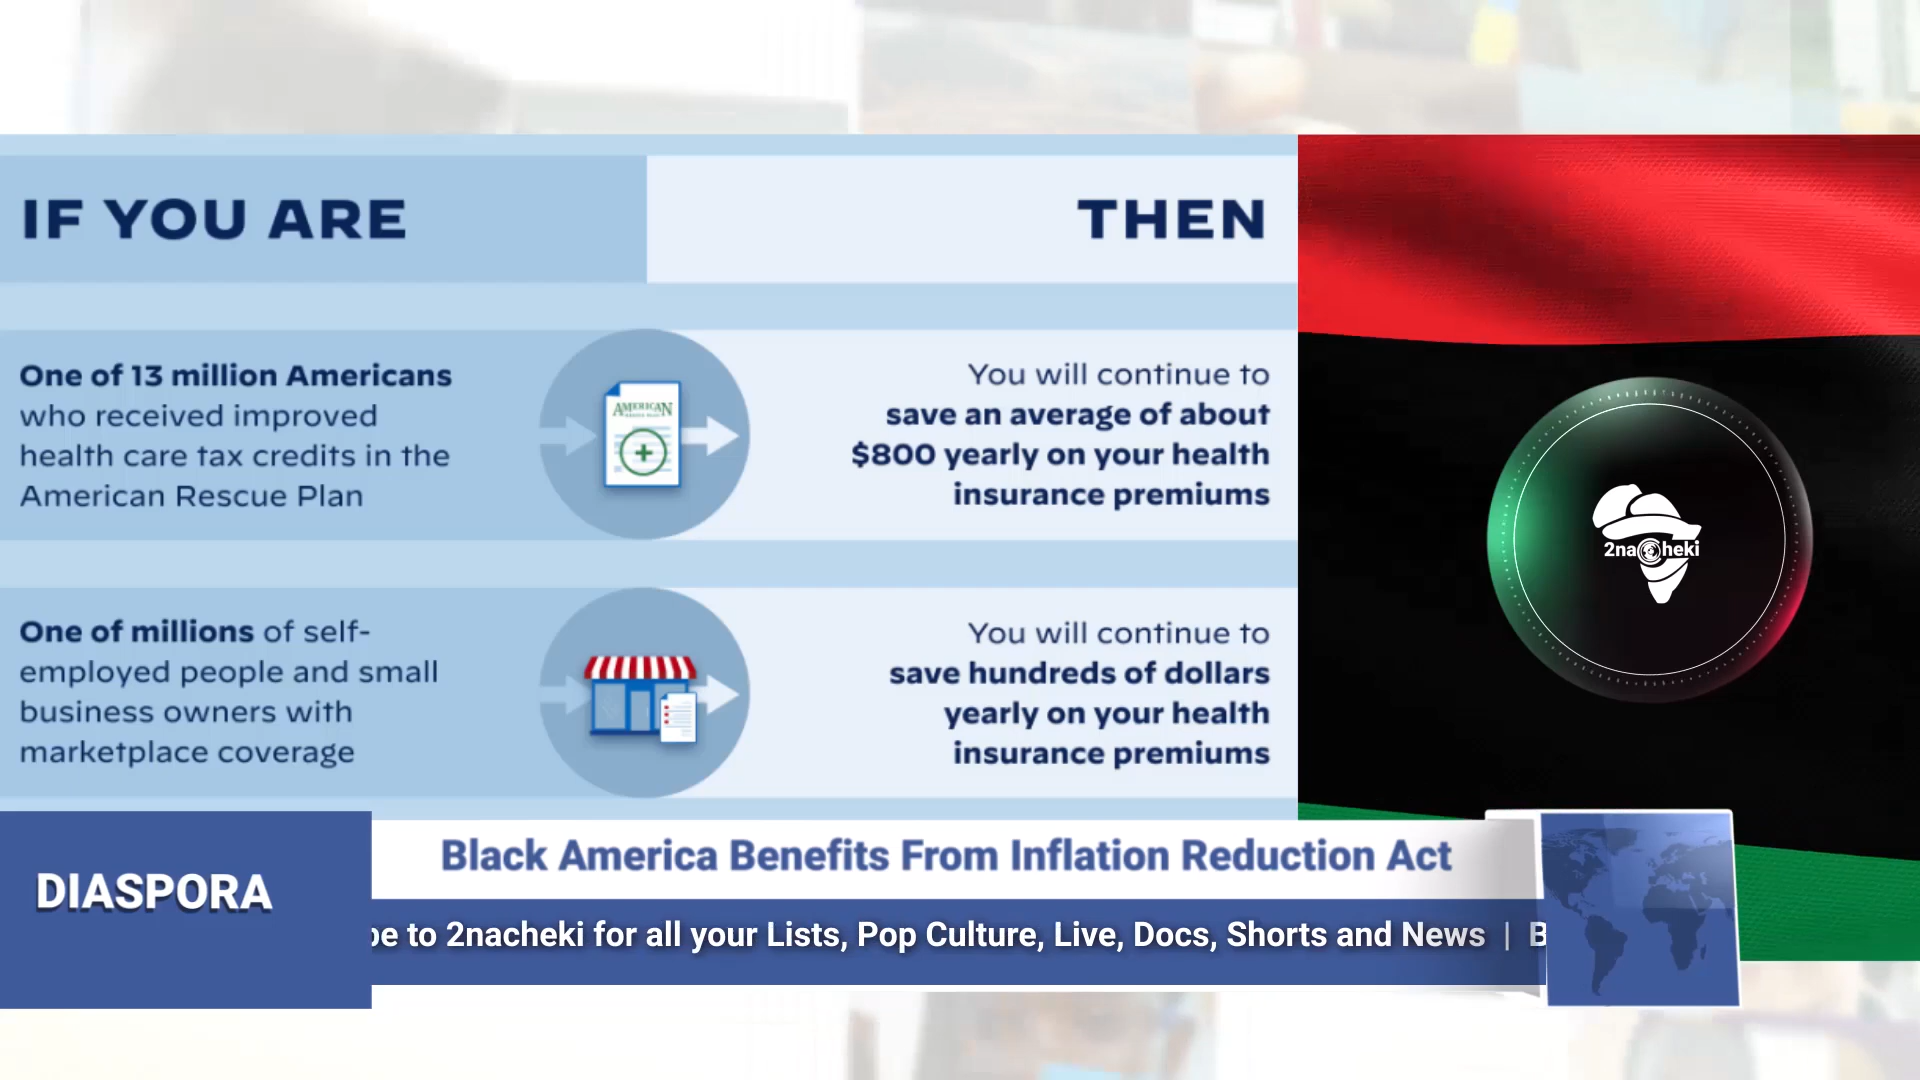 IF YOU ARE
THEN
One of 13 million Americans
who received improved
health care tax credits in the
American Rescue Plan
AMERICAN
You will continue to
save an average of about
$800 yearly on your health
insurance premiums
One of millions of self-
employed people and small
business owners with
marketplace coverage
You will continue to
save hundreds of dollars
yearly on your health
insurance premiums
2nacheki
Black America Benefits From Inflation Reduction Act
DIASPORA
be to 2nacheki for all your Lists, Pop Culture, Live, Docs, Shorts and News | B